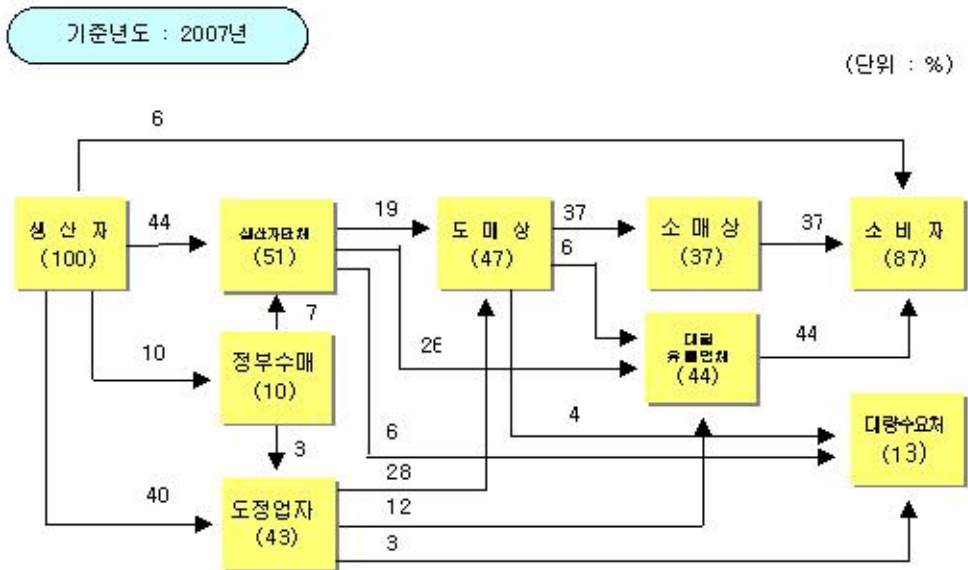 기준년도 : 2007년
(단위 : %)
6
생 산 자
(100)
44
생산자단체
(51)
19
도 매 상
(47)
37
6
소 매 상
(37)
37
소 비 자
(87)
7
26
10
정부수매
(10)
대형
유통업체
(44)
44
3
6
4
대량수요처
(13)
40
도정업자
(43)
28
12
3